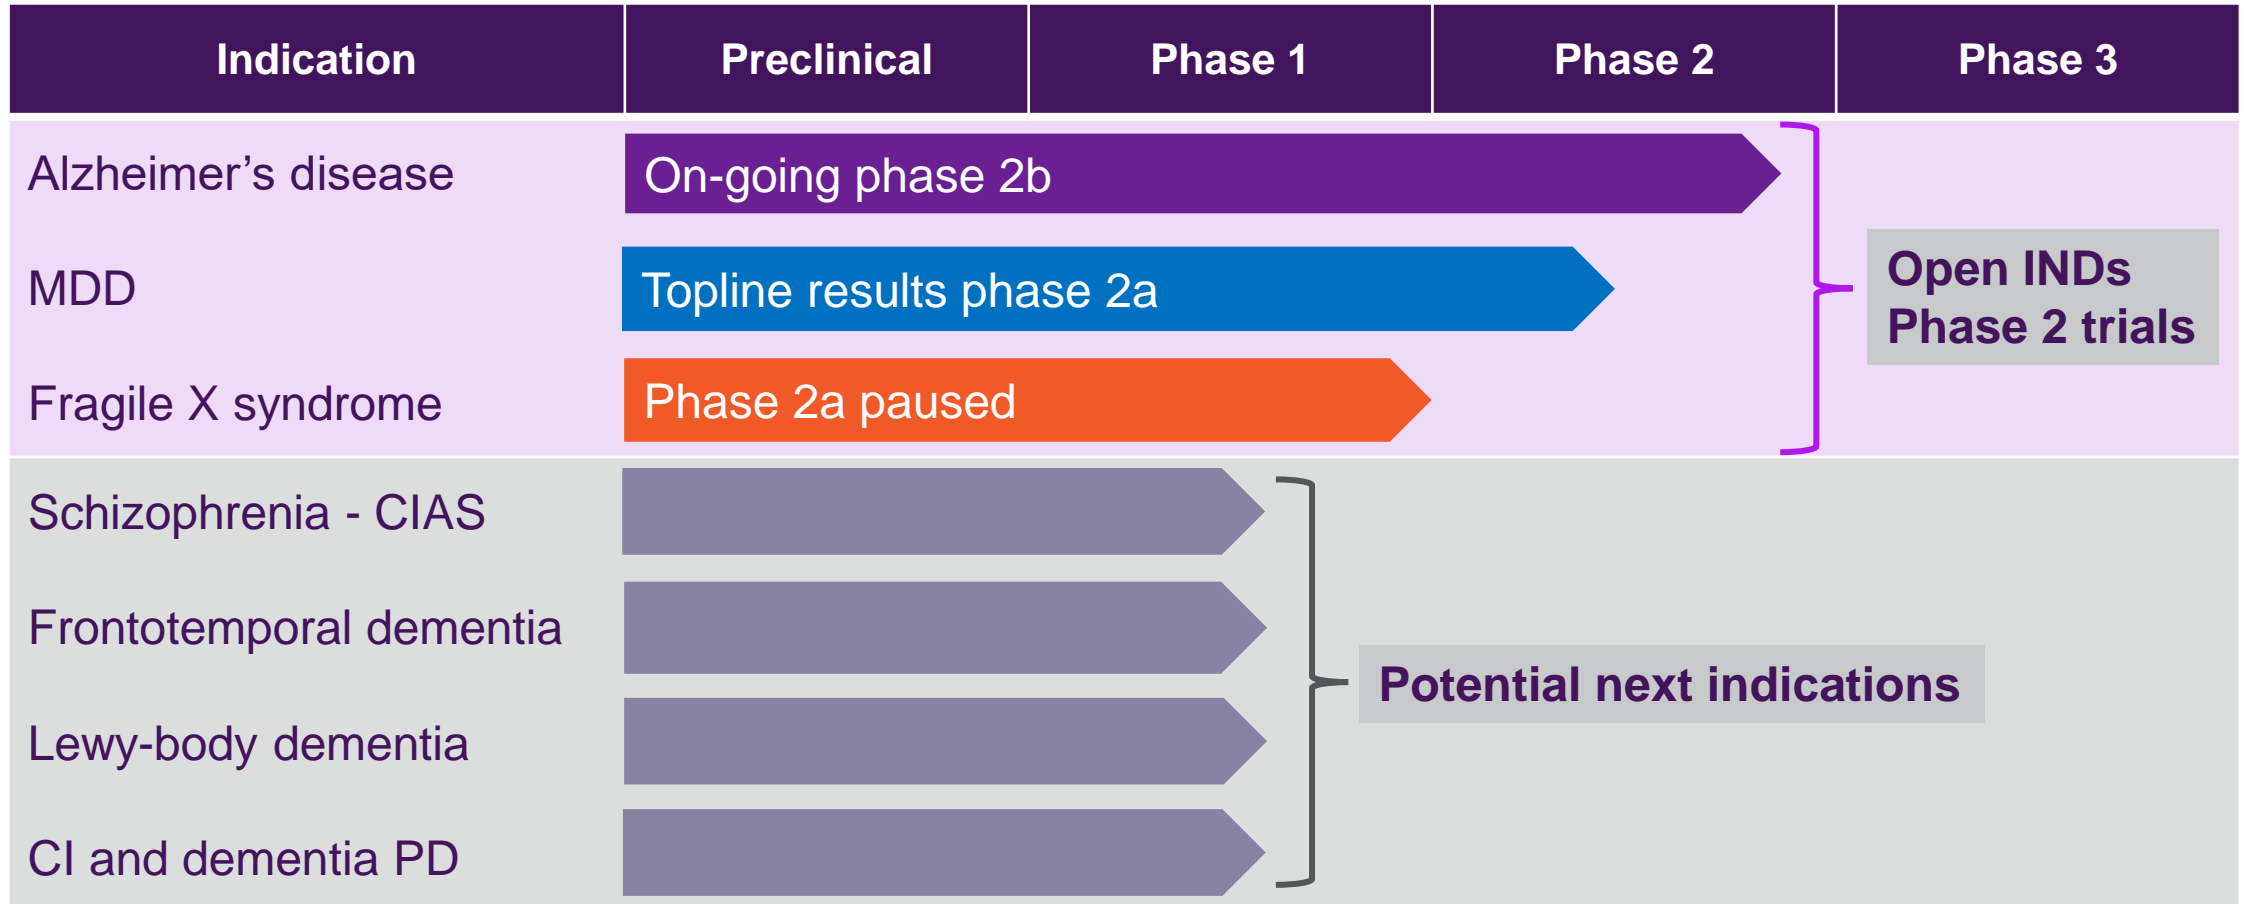 Indication Preclinical Phase 1 Phase 2 Phase 3
Alzheimer’s disease On-going phase 2b
MDD Topline results phase 2a
Fragile X syndrome Phase 2a paused
Open INDs
Phase 2 trials
Schizophrenia - CIAS
Frontotemporal dementia
Lewy-body dementia
CI and dementia PD
Potential next indications